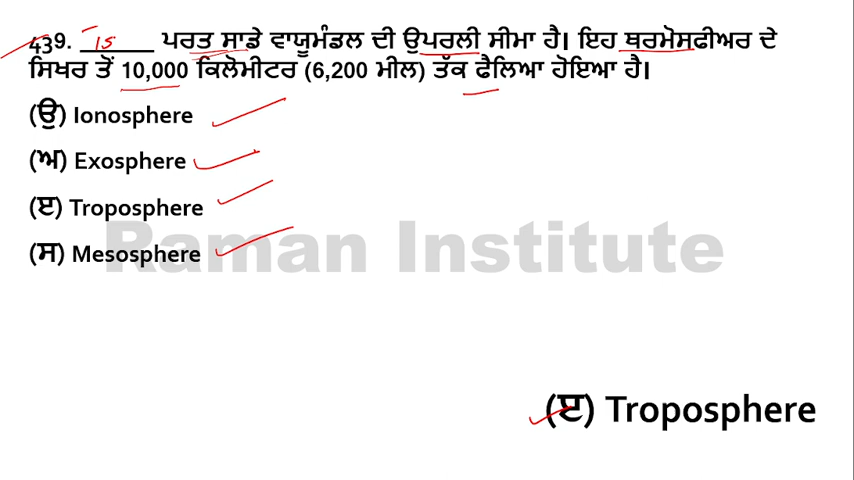 439. is ਪਰਤ ਸਾਡੇ ਵਾਯੂਮੰਡਲ ਦੀ ਉਪਰਲੀ ਸੀਮਾ ਹੈ। ਇਹ ਥਰਮੋਸਫੀਅਰ ਦੇ
ਸਿਖਰ ਤੋਂ 10,000 ਕਿਲੋਮੀਟਰ (6,200 ਮੀਲ) ਤੱਕ ਫੈਲਿਆ ਹੋਇਆ ਹੈ।
(ੳ) Ionosphere
(ਅ) Exosphere
(ੲ) Troposphere
(ਸ) Mesosphere
Raman Institute
(ੲ) Troposphere